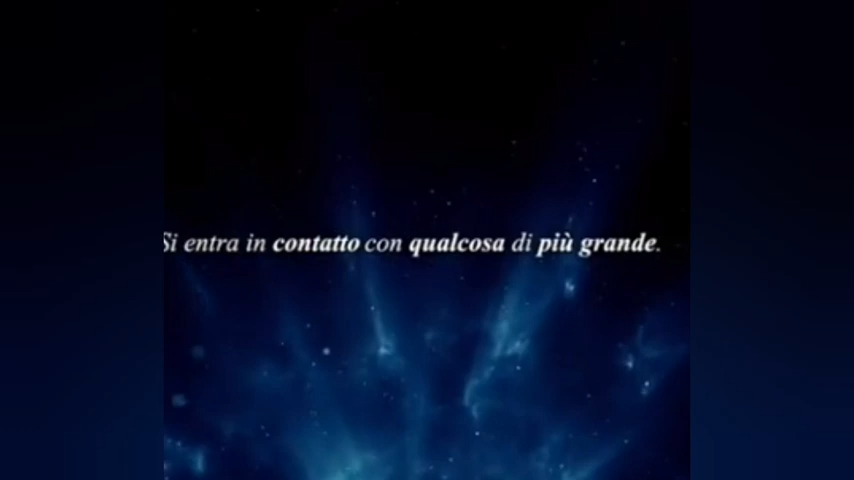 Si entra in contatto con qualcosa di più grande.